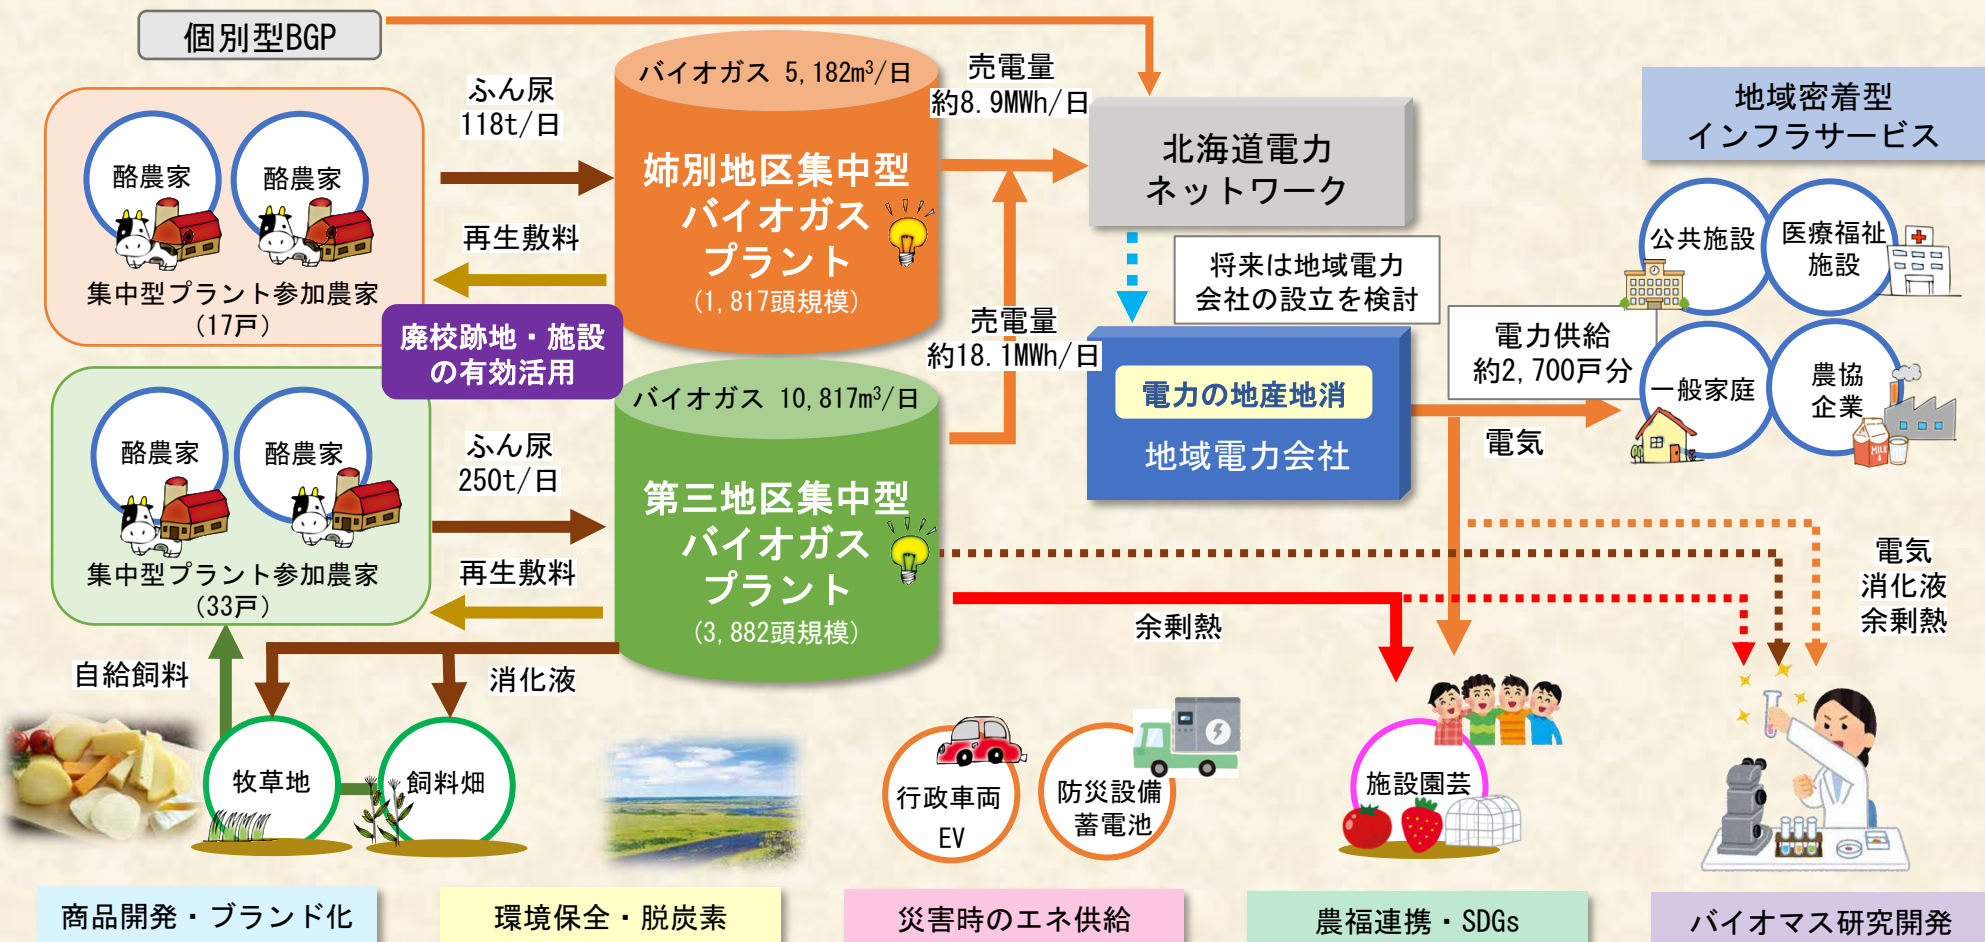 個別型BGP
酪農家
酪農家
集中型プラント参加農家
（17戸）
ふん尿
118t/日
再生敷料
バイオガス 5,182m³/日
姉別地区集中型
バイオガス
プラント
（1,817頭規模）
売電量
約8.9MWh/日
北海道電力
ネットワーク
将来は地域電力
会社の設立を検討
地域密着型
インフラサービス
公共施設
医療福祉
施設
一般家庭
農協
企業
廃校跡地・施設
の有効活用
酪農家
酪農家
集中型プラント参加農家
（33戸）
ふん尿
250t/日
再生敷料
バイオガス 10,817m³/日
第三地区集中型
バイオガス
プラント
（3,882頭規模）
売電量
約18.1MWh/日
電力の地産地消
地域電力会社
電力供給
約2,700戸分
電気
電気
消化液
余剰熱
余剰熱
自給飼料
消化液
牧草地
飼料畑
行政車両
EV
防災設備
蓄電池
施設園芸
MILK
商品開発・ブランド化
環境保全・脱炭素
災害時のエネ供給
農福連携・SDGs
バイオマス研究開発